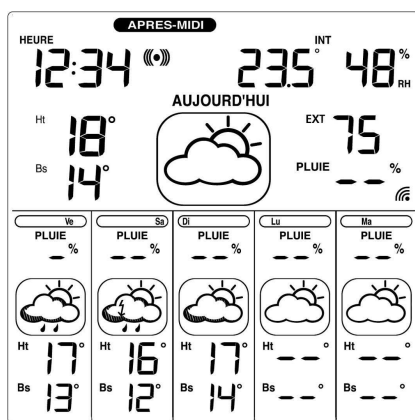 APRES-MIDI
HEURE INT
12:34 23.5° 48% RH
AUJOURD'HUI
Ht 18° EXT 75
Bs 14° PLUIE -- %
Ve Sa Di Lu Ma
PLUIE PLUIE PLUIE PLUIE PLUIE
-- % -- % -- % -- % -- %
Ht 17° Ht 16° Ht 17° Ht -- -- ° Ht -- -- °
Bs 13° Bs 12° Bs 14° Bs -- -- ° Bs -- -- °